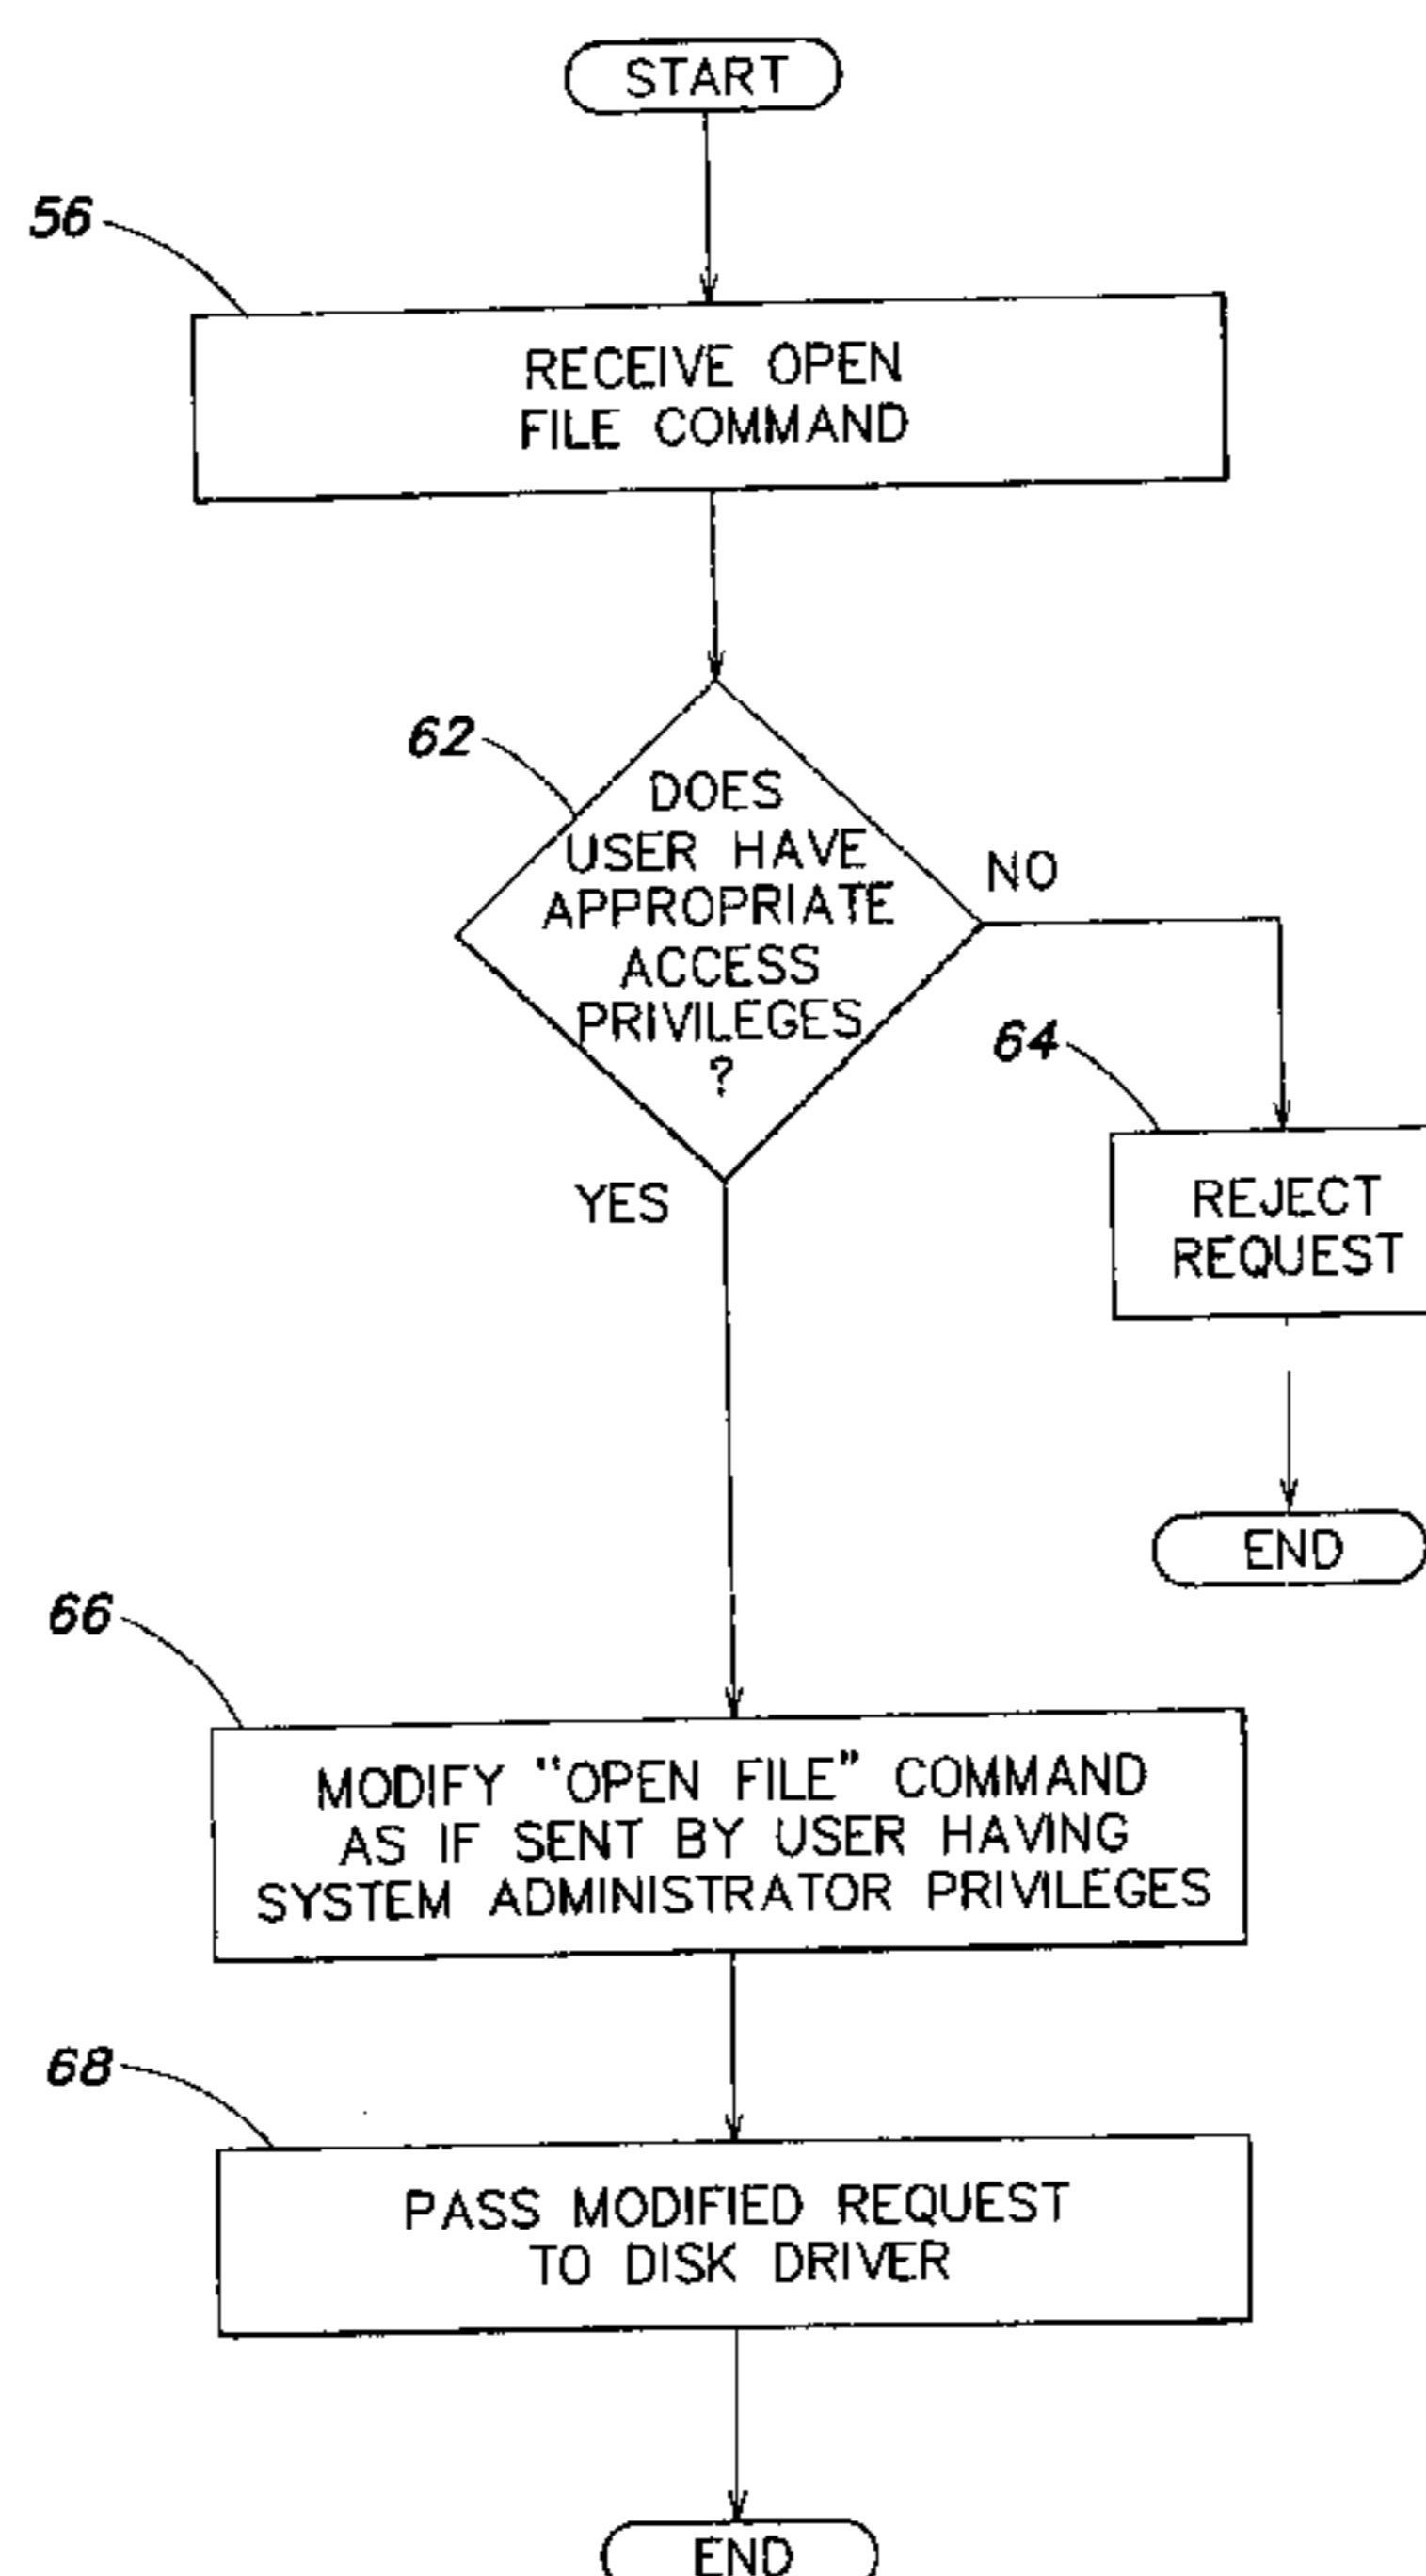 START
56
RECEIVE OPEN
FILE COMMAND
62
DOES
USER HAVE
APPROPRIATE
ACCESS
PRIVILEGES
?
NO
YES
64
REJECT
REQUEST
END
66
MODIFY "OPEN FILE" COMMAND
AS IF SENT BY USER HAVING
SYSTEM ADMINISTRATOR PRIVILEGES
68
PASS MODIFIED REQUEST
TO DISK DRIVER
END